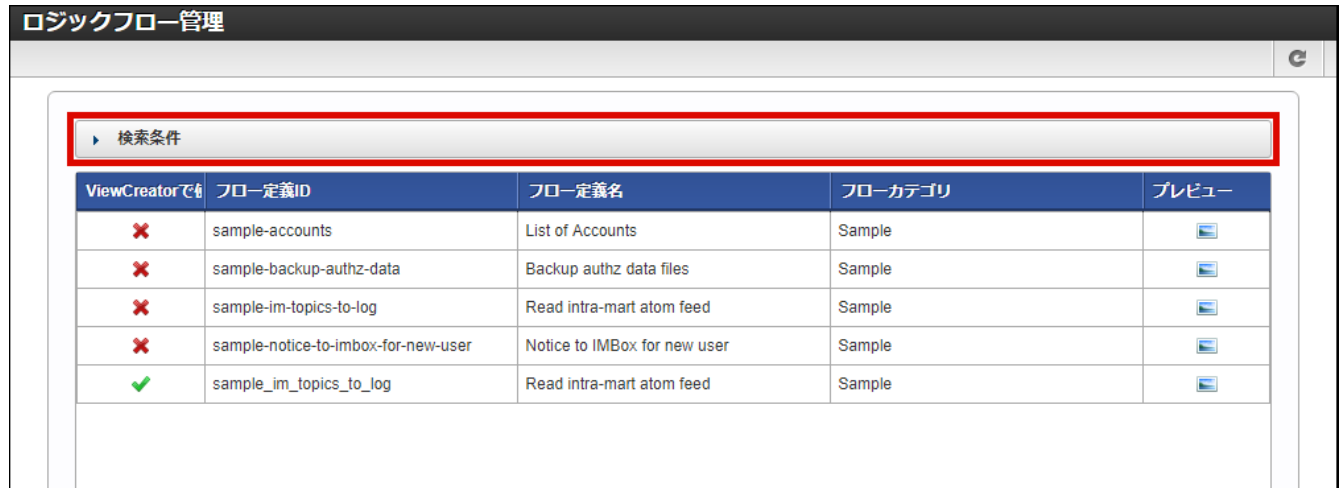 ロジックフロー管理
検索条件
ViewCreatorで フロー定義ID フロー定義名 フローカテゴリ プレビュー
sample-accounts List of Accounts Sample
sample-backup-authz-data Backup authz data files Sample
sample-im-topics-to-log Read intra-mart atom feed Sample
sample-notice-to-imbox-for-new-user Notice to IMBox for new user Sample
sample_im_topics_to_log Read intra-mart atom feed Sample